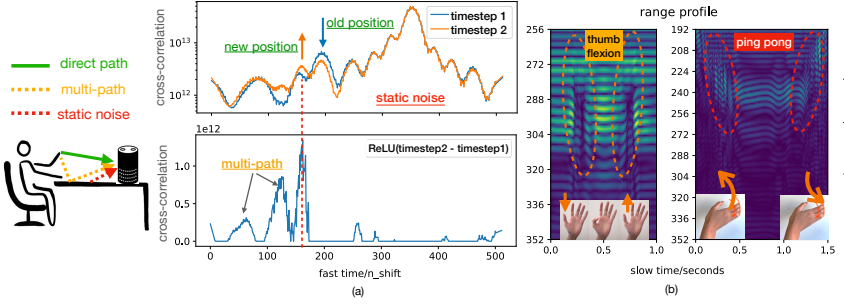 direct path
multi-path
static noise
cross-correlation
10^13
10^12
new position
old position
timestep 1
timestep 2
static noise
1e12
cross-correlation
1.0
0.5
0.0
multi-path
ReLU(timestep2 - timestep1)
0 100 200 300 400 500
fast time/n_shift
(a)
range profile
256
272
288
304
320
336
352
thumb
flexion
0.0 0.5 1.0
192
208
224
240
256
272
288
304
320
336
352
ping pong
0.0 0.5 1.0 1.5
slow time/seconds
(b)